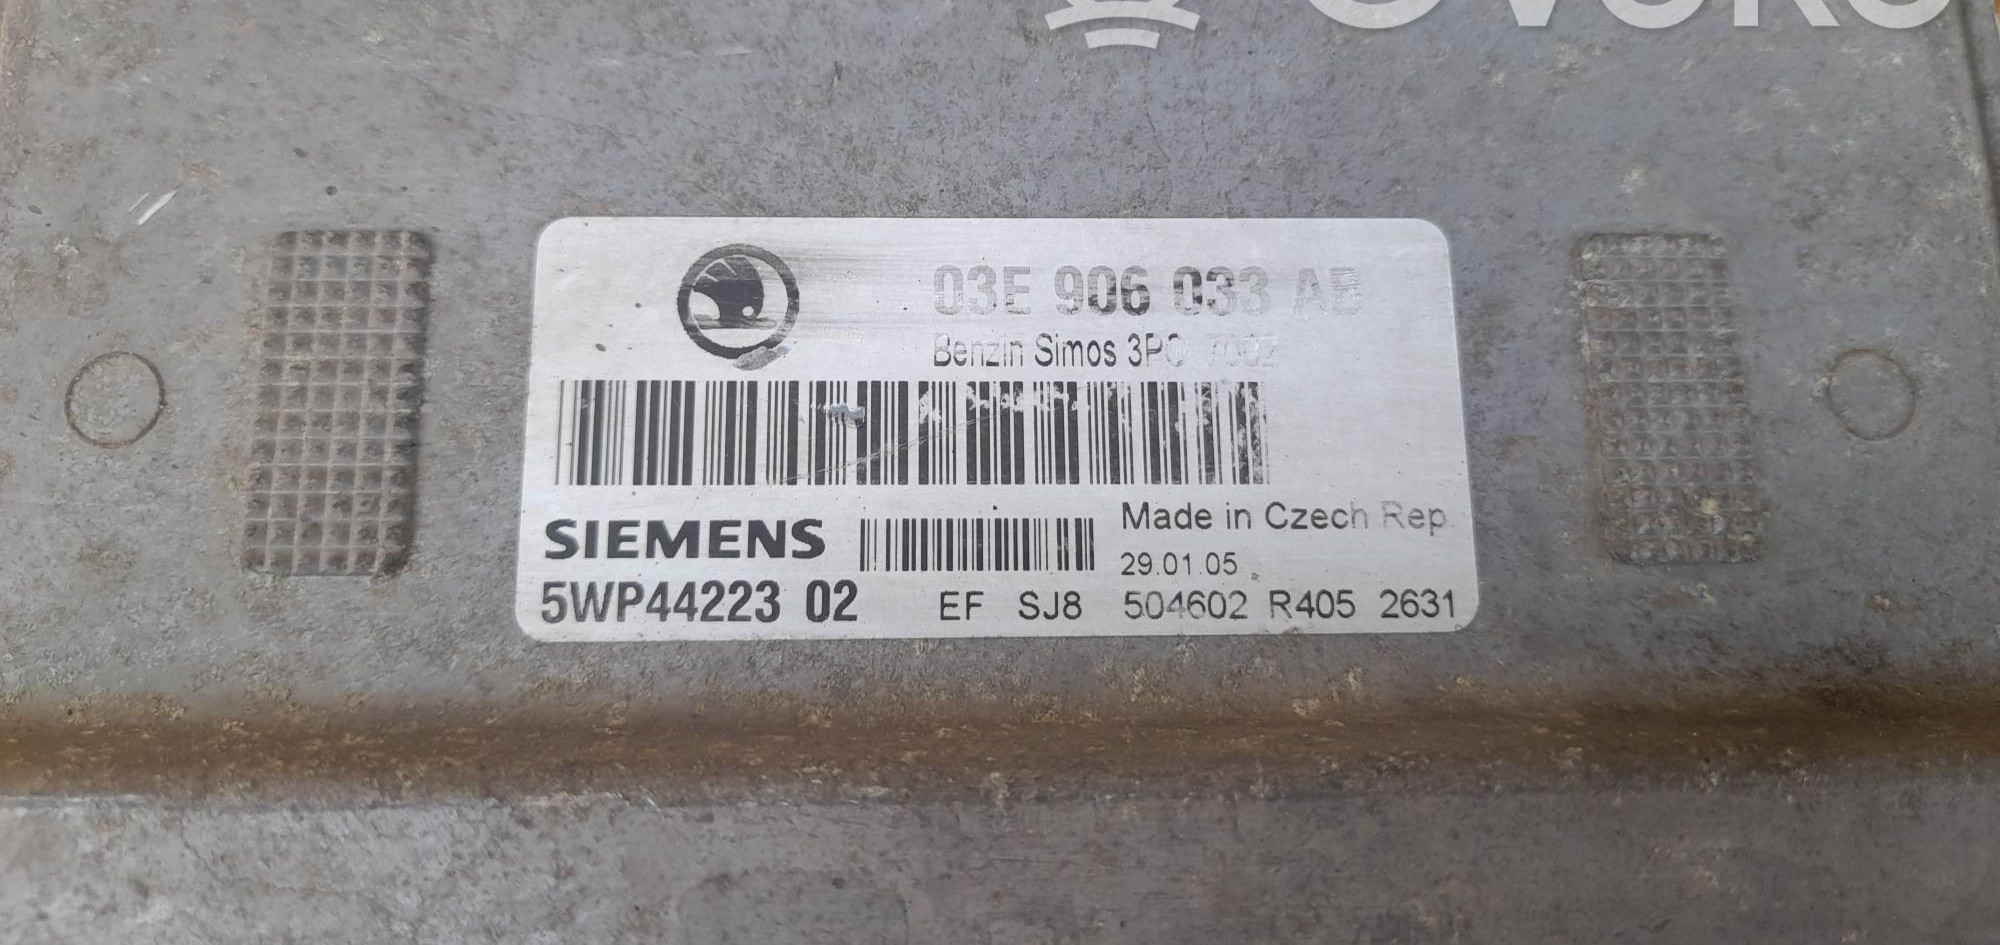 03E 906 033 AB
Benzin Simos
SIEMENS
Made in Czech Rep.
29.01.05
5WP44223 02 EF SJ8 504602 R405 2631